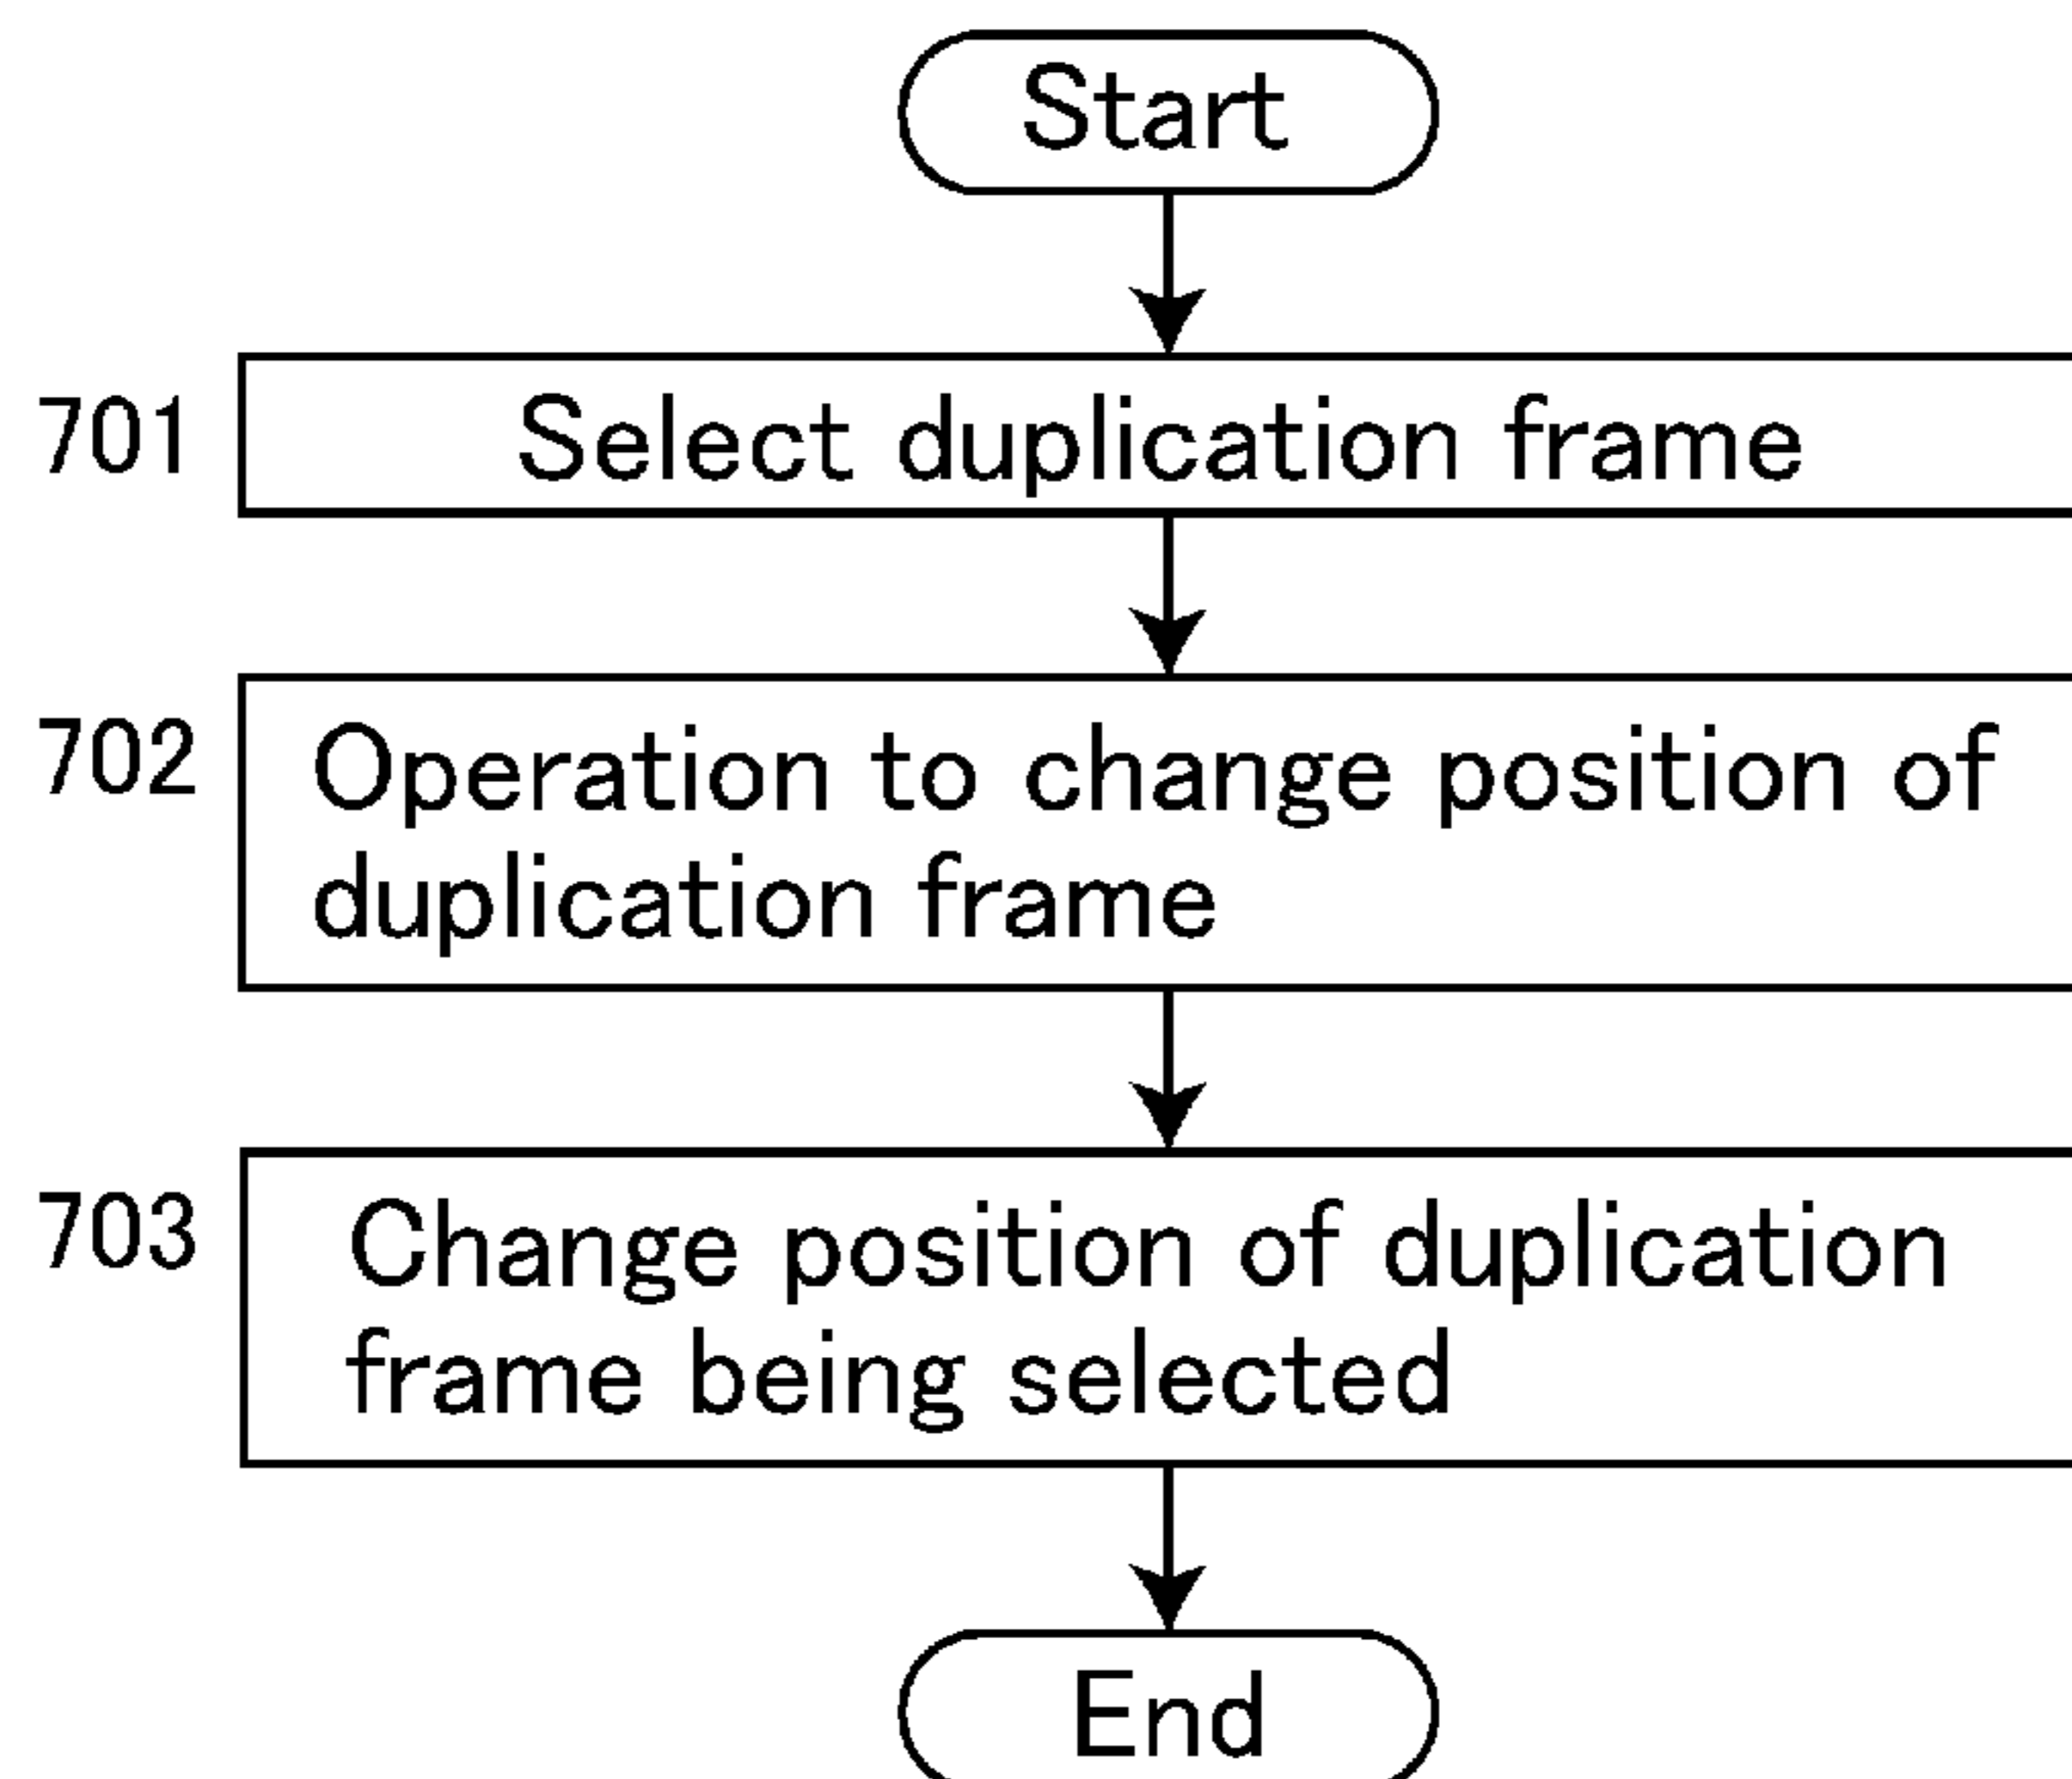 Start
701 Select duplication frame
702 Operation to change position of
duplication frame
703 Change position of duplication
frame being selected
End